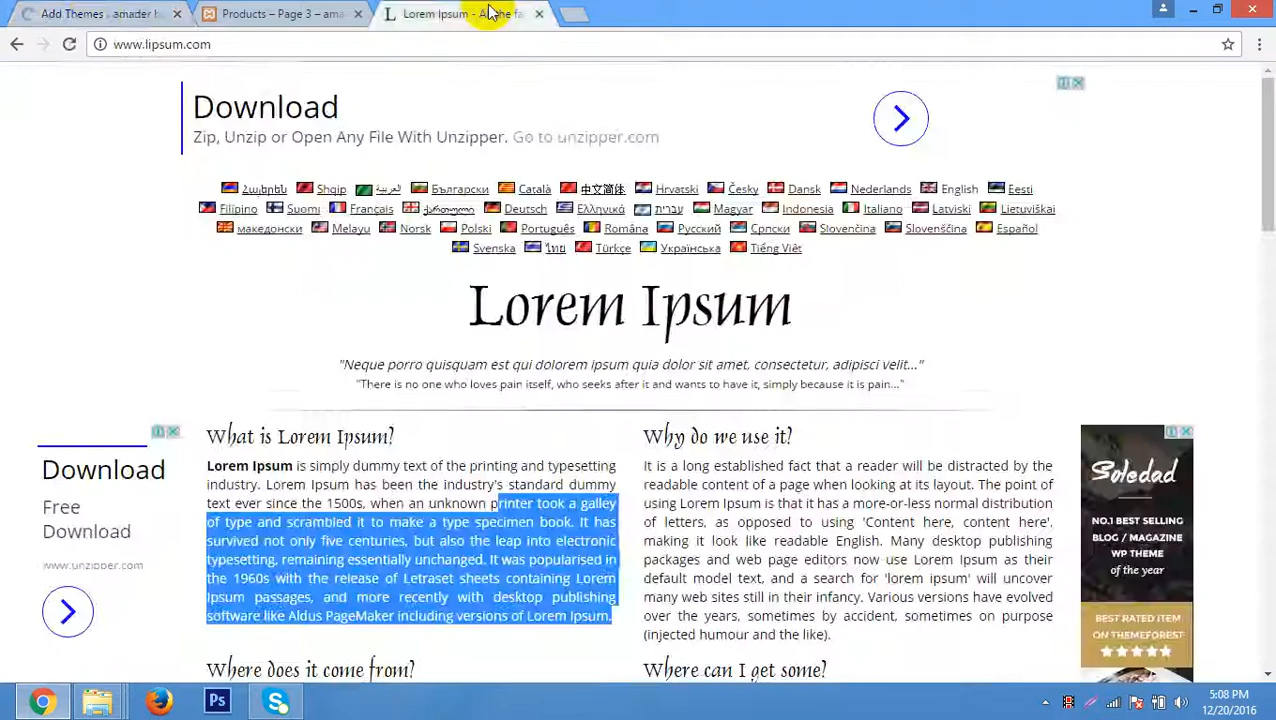 Add Themes - amader b
Products – Page 3 – ama
Lorem Ipsum - All the fa
www.lipsum.com
Download
Zip, Unzip or Open Any File With Unzipper. Go to unzipper.com
Հայերեն Shqip العربية Български Català 中文简体 Hrvatski Česky Dansk Nederlands English Eesti
Filipino Suomi Français ქართული Deutsch Ελληνικά עברית Magyar Indonesia Italiano Latviski Lietuviškai
македонски Melayu Norsk Polski Português Româna Русский Српски Slovenčina Slovenščina Español
Svenska ไทย Türkçe Українська Tiếng Việt
Lorem Ipsum
"Neque porro quisquam est qui dolorem ipsum quia dolor sit amet, consectetur, adipisci velit..."
"There is no one who loves pain itself, who seeks after it and wants to have it, simply because it is pain..."
Download
Free
Download
www.unzipper.com
What is Lorem Ipsum?
Lorem Ipsum is simply dummy text of the printing and typesetting
industry. Lorem Ipsum has been the industry's standard dummy
text ever since the 1500s, when an unknown printer took a galley
of type and scrambled it to make a type specimen book. It has
survived not only five centuries, but also the leap into electronic
typesetting, remaining essentially unchanged. It was popularised in
the 1960s with the release of Letraset sheets containing Lorem
Ipsum passages, and more recently with desktop publishing
software like Aldus PageMaker including versions of Lorem Ipsum.
Where does it come from?
Why do we use it?
It is a long established fact that a reader will be distracted by the
readable content of a page when looking at its layout. The point of
using Lorem Ipsum is that it has a more-or-less normal distribution
of letters, as opposed to using 'Content here, content here',
making it look like readable English. Many desktop publishing
packages and web page editors now use Lorem Ipsum as their
default model text, and a search for 'lorem ipsum' will uncover
many web sites still in their infancy. Various versions have evolved
over the years, sometimes by accident, sometimes on purpose
(injected humour and the like).
Where can I get some?
Soledad
NO.1 BEST SELLING
BLOG / MAGAZINE
WP THEME
of the year
BEST RATED ITEM
ON THEMEFOREST
Ps
5:08 PM
12/20/2016